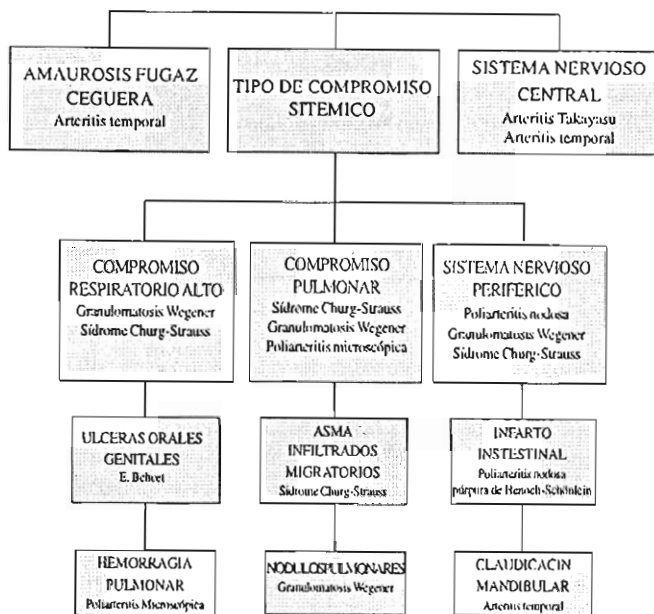 AMAUROSIS FUGAZ
CEGUERA
Arteritis temporal
TIPO DE COMPROMISO
SITEMICO
SISTEMA NERVIOSO
CENTRAL
Arteritis Takayasu
Arteritis temporal
COMPROMISO
RESPIRATORIO ALTO
Granulomatosis Wegener
Sídrome Churg-Strauss
COMPROMISO
PULMONAR
Sídrome Churg-Strauss
Granulomatosis Wegener
Poliarteritis microscópica
SISTEMA NERVIOSO
PERIFERICO
Poliarteritis nodosa
Granulomatosis Wegener
Sídrome Churg-Strauss
ULCERAS ORALES
GENITALES
E. Behcet
ASMA
INFILTRADOS
MIGRATORIOS
Sídrome Churg-Strauss
INFARTO
INSTESTINAL
Poliarteritis nodosa
púrpura de Henoch-Schönlein
HEMORRAGIA
PULMONAR
Poliarteritis Microscópica
NODULOS PULMONARES
Granulomatosis Wegener
CLAUDICACIN
MANDIBULAR
Arteritis temporal